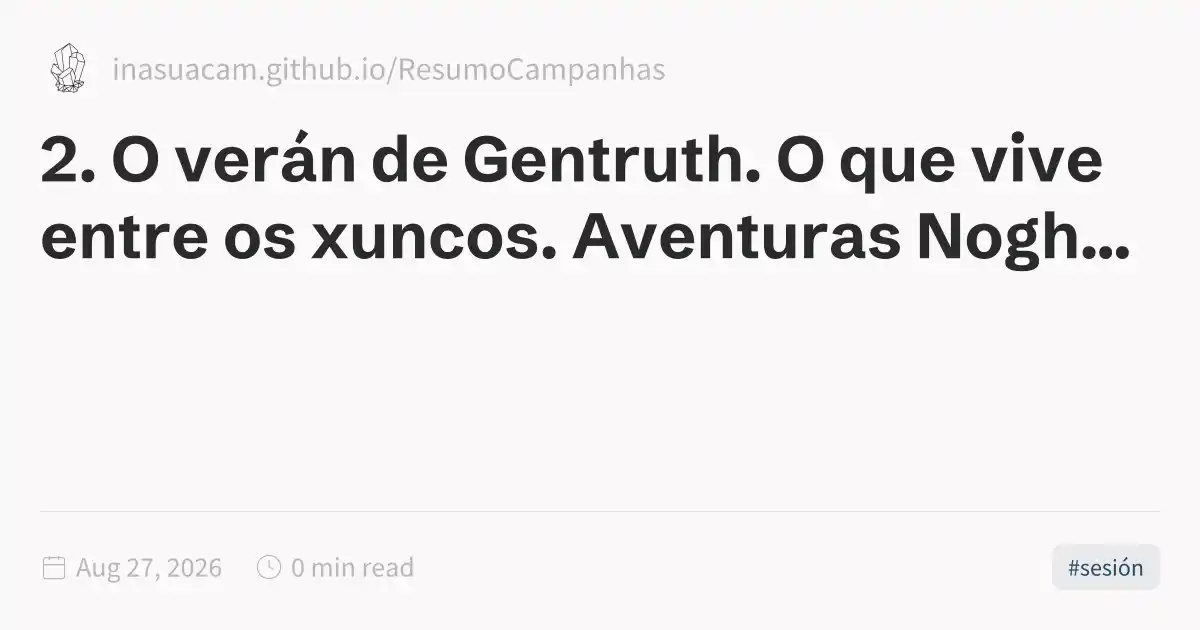 inasuacam.github.io/ResumoCampanhas
2. O verán de Gentruth. O que vive
entre os xuncos. Aventuras Nogh...
Aug 27, 2026
0 min read
#sesión